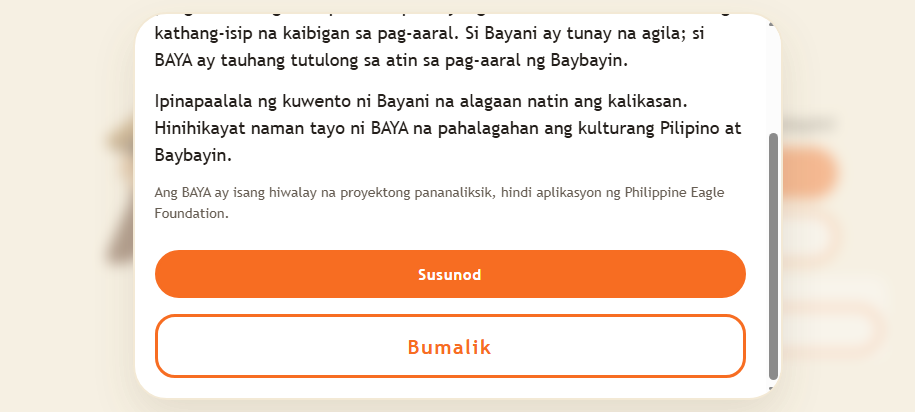 kathang-isip na kaibigan sa pag-aaral. Si Bayani ay tunay na agila; si
BAYA ay tauhang tutulong sa atin sa pag-aaral ng Baybayin.
Ipinapaalala ng kuwento ni Bayani na alagaan natin ang kalikasan.
Hinihikayat naman tayo ni BAYA na pahalagahan ang kulturang Pilipino at
Baybayin.
Ang BAYA ay isang hiwalay na proyektong pananaliksik, hindi aplikasyon ng Philippine Eagle
Foundation.
Susunod
Bumalik